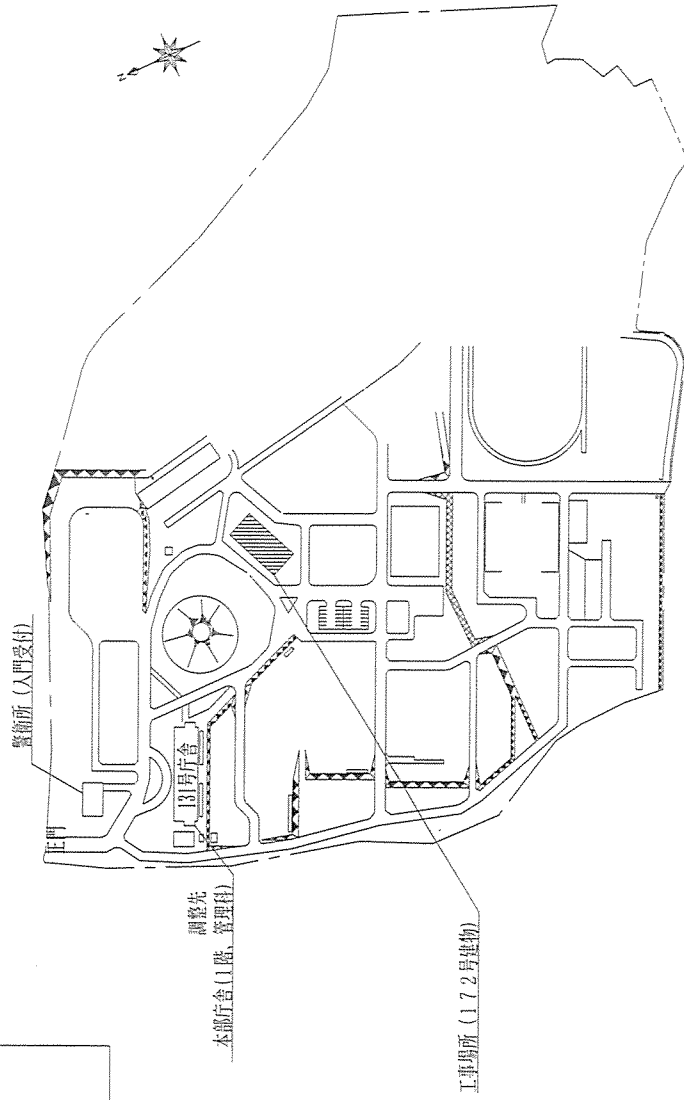 N
警衛所 (入門受付)
正門
131号庁舎
調整先
本部庁舎(1階、管理科)
工事場所 (172号建物)